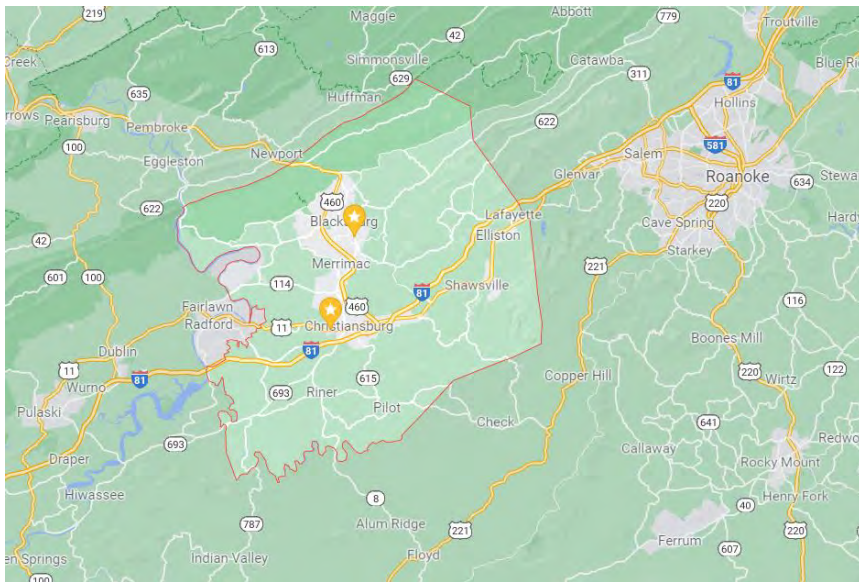 219
Maggie
Abbott
779
Troutville
613
42
Simmonsville
Catawba
Creek
629
311
81
Blue Ri
635
Huffman
Hollins
rrows
Pearisburg
Pembroke
622
581
100
Newport
Salem
Eggleston
Glenvar
Roanoke
634
Stewa
460
622
Blacksburg
Lafayette
220
Hardy
Elliston
Cave Spring
42
Merrimac
Starkey
601
100
114
221
81
Shawsville
Fairlawn
460
116
Radford
11
Christiansburg
Dublin
81
Boones Mill
11
81
615
Copper Hill
220
122
Wurno
693
Riner
Wirtz
Pulaski
Pilot
Check
641
693
Callaway
Draper
Rocky Mount
Redwo
Hiwassee
8
Henry Fork
40
787
Alum Ridge
221
220
Ferrum
607
en Springs
Indian Valley
Floyd
100